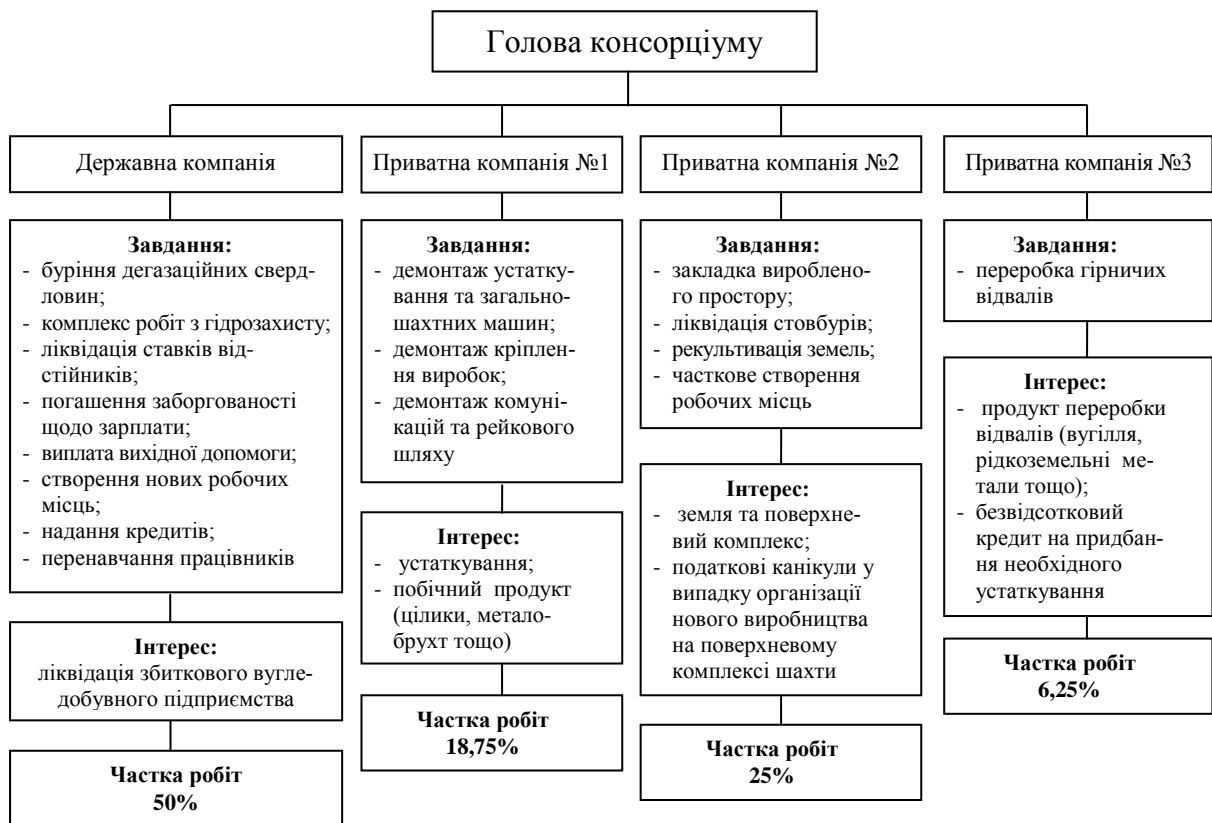 Голова консорціуму
Державна компанія
Завдання:
- буріння дегазаційних сверд-
ловин;
- комплекс робіт з гідрозахисту;
- ліквідація ставків від-
стійників;
- погашення заборгованості
щодо зарплати;
- виплата вихідної допомоги;
- створення нових робочих
місць;
- надання кредитів;
- перенавчання працівників
Інтерес:
ліквідація збиткового вугле-
добувного підприємства
Частка робіт
50%
Приватна компанія №1
Завдання:
- демонтаж устатку-
вання та загально-
шахтних машин;
- демонтаж кріплен-
ня виробок;
- демонтаж комуні-
кацій та рейкового
шляху
Інтерес:
- устаткування;
- побічний продукт
(цілики, метало-
брухт тощо)
Частка робіт
18,75%
Приватна компанія №2
Завдання:
- закладка вироблено-
го простору;
- ліквідація стовбурів;
- рекультивація земель;
- часткове створення
робочих місць
Інтерес:
- земля та поверхне-
вий комплекс;
- податкові канікули у
випадку організації
нового виробництва
на поверхневому
комплексі шахти
Частка робіт
25%
Приватна компанія №3
Завдання:
- переробка гірничих
відвалів
Інтерес:
- продукт переробки
відвалів (вугілля,
рідкоземельні ме-
тали тощо);
- безвідсотковий
кредит на придбан-
ня необхідного
устаткування
Частка робіт
6,25%